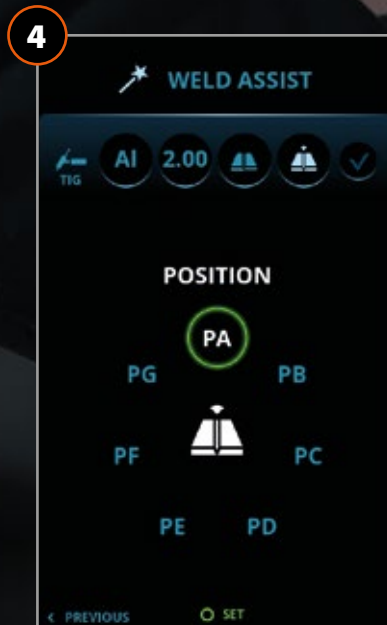 4
WELD ASSIST
TIG Al 2.00
POSITION
PA
PG PB
PF PC
PE PD
< PREVIOUS SET